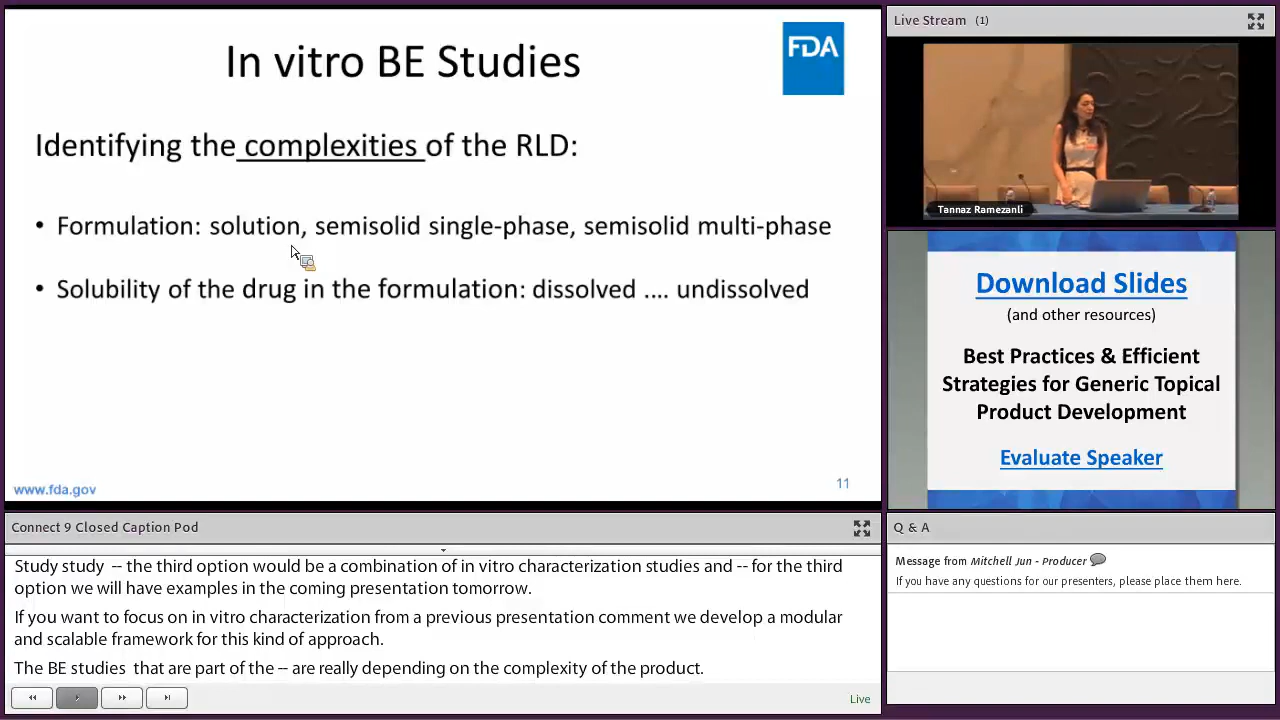 In vitro BE Studies
FDA
Identifying the complexities of the RLD:
• Formulation: solution, semisolid single-phase, semisolid multi-phase
• Solubility of the drug in the formulation: dissolved .... undissolved
www.fda.gov
11
Live Stream (1)
Tannaz Ramezanli
Download Slides
(and other resources)
Best Practices & Efficient
Strategies for Generic Topical
Product Development
Evaluate Speaker
Connect 9 Closed Caption Pod
Study study -- the third option would be a combination of in vitro characterization studies and -- for the third
option we will have examples in the coming presentation tomorrow.
If you want to focus on in vitro characterization from a previous presentation comment we develop a modular
and scalable framework for this kind of approach.
The BE studies that are part of the -- are really depending on the complexity of the product.
Live
Q & A
Message from Mitchell Jun - Producer
If you have any questions for our presenters, please place them here.